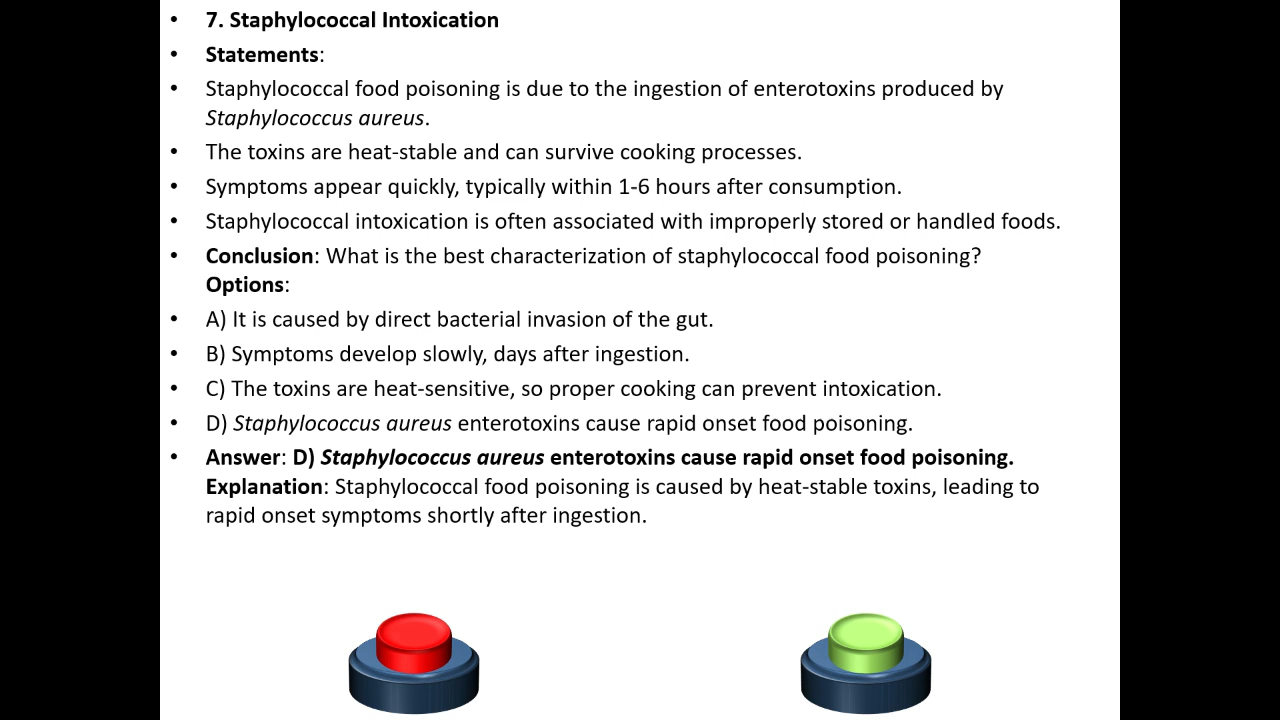 • 7. Staphylococcal Intoxication
• Statements:
• Staphylococcal food poisoning is due to the ingestion of enterotoxins produced by
Staphylococcus aureus.
• The toxins are heat-stable and can survive cooking processes.
• Symptoms appear quickly, typically within 1-6 hours after consumption.
• Staphylococcal intoxication is often associated with improperly stored or handled foods.
• Conclusion: What is the best characterization of staphylococcal food poisoning?
Options:
• A) It is caused by direct bacterial invasion of the gut.
• B) Symptoms develop slowly, days after ingestion.
• C) The toxins are heat-sensitive, so proper cooking can prevent intoxication.
• D) Staphylococcus aureus enterotoxins cause rapid onset food poisoning.
• Answer: D) Staphylococcus aureus enterotoxins cause rapid onset food poisoning.
Explanation: Staphylococcal food poisoning is caused by heat-stable toxins, leading to
rapid onset symptoms shortly after ingestion.